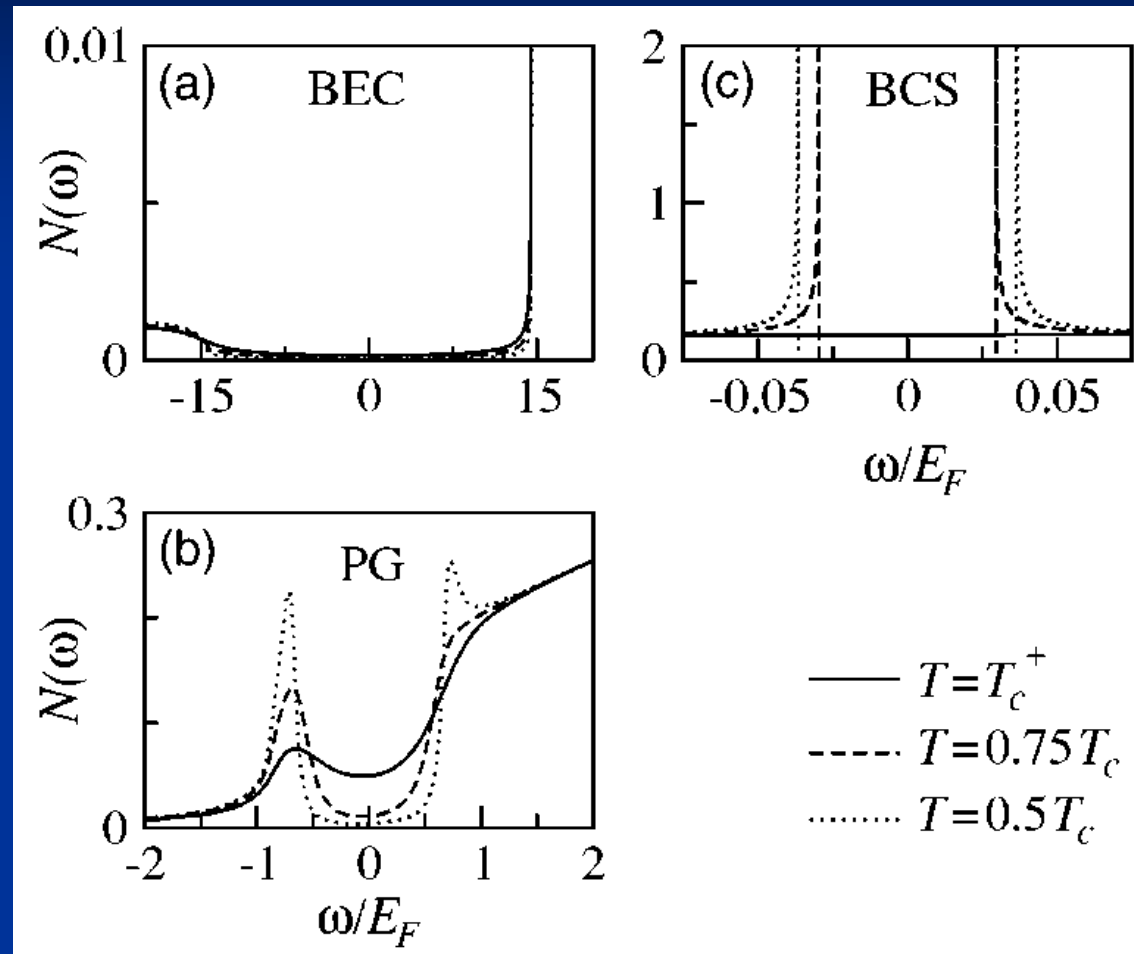 (a) BEC
0.01
0
N(ω)
-15 0 15
(c) BCS
2
1
0
-0.05 0 0.05
ω/E_F
(b) PG
0.3
0
N(ω)
-2 -1 0 1 2
ω/E_F
T=T_c^+
T=0.75T_c
T=0.5T_c